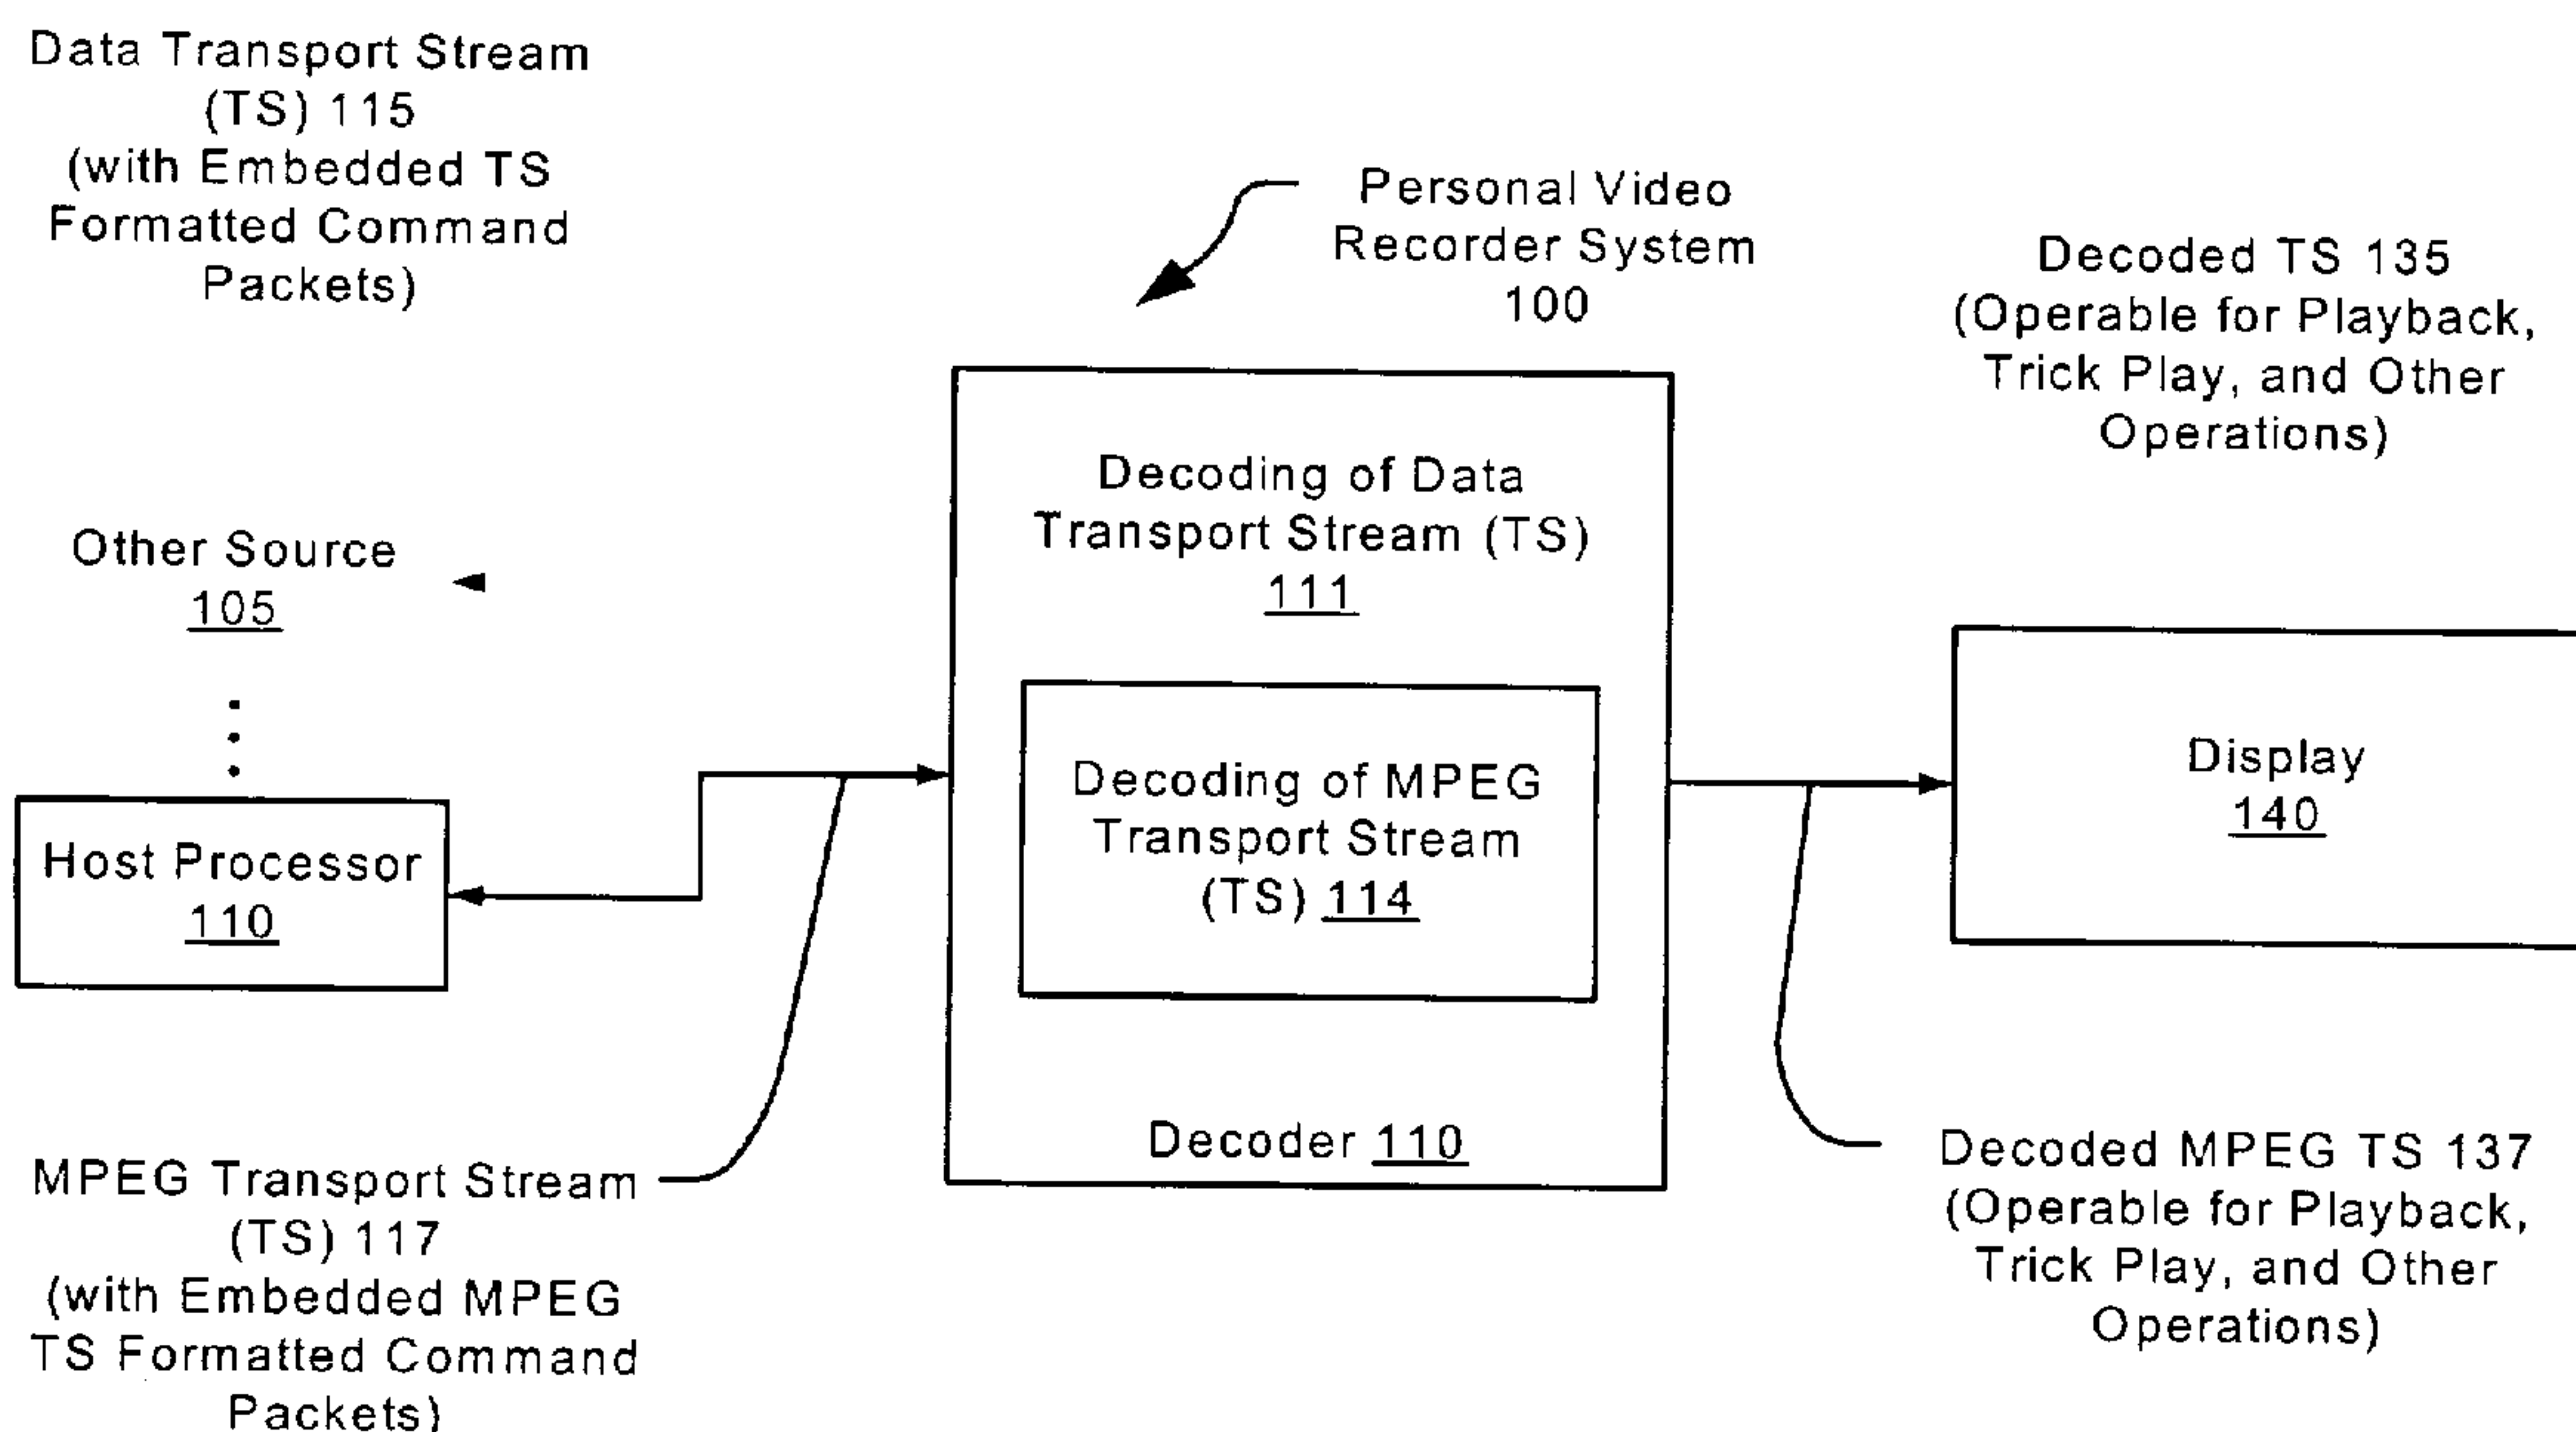 Data Transport Stream
(TS) 115
(with Embedded TS
Formatted Command
Packets)
Personal Video
Recorder System
100
Decoded TS 135
(Operable for Playback,
Trick Play, and Other
Operations)
Other Source
105
Host Processor
110
Decoding of Data
Transport Stream (TS)
111
Decoding of MPEG
Transport Stream
(TS) 114
Decoder 110
Display
140
MPEG Transport Stream
(TS) 117
(with Embedded MPEG
TS Formatted Command
Packets)
Decoded MPEG TS 137
(Operable for Playback,
Trick Play, and Other
Operations)